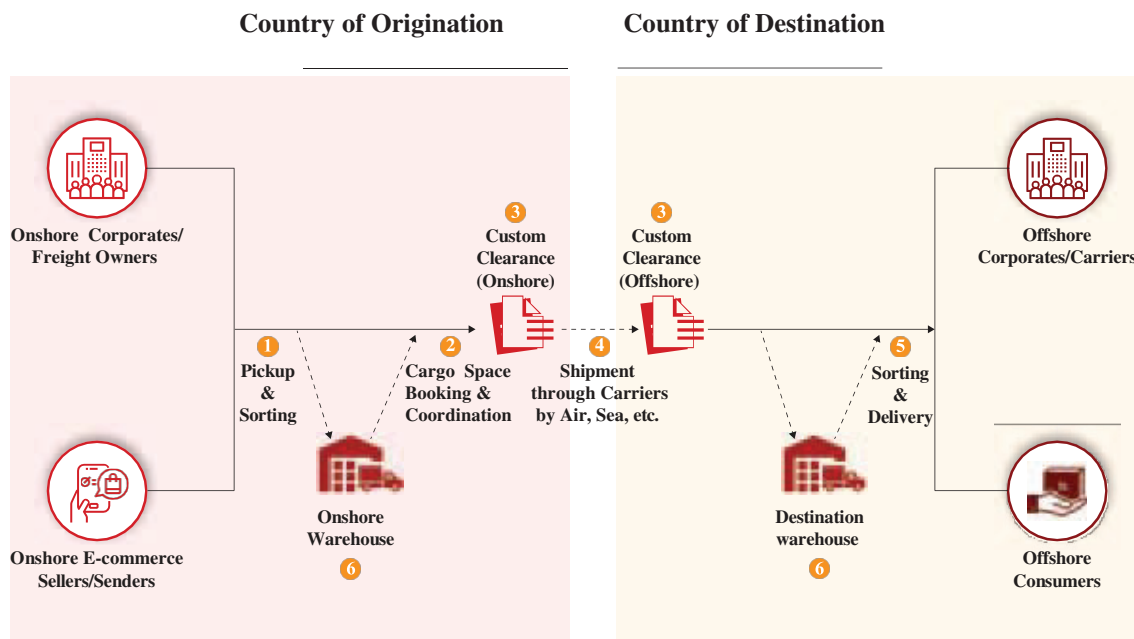 Country of Origination
Country of Destination
Onshore Corporates/
Freight Owners
3
Custom
Clearance
(Onshore)
3
Custom
Clearance
(Offshore)
Offshore
Corporates/Carriers
1
Pickup
&
Sorting
2
Cargo Space
Booking &
Coordination
4
Shipment
through Carriers
by Air, Sea, etc.
5
Sorting
&
Delivery
Onshore
Warehouse
6
Destination
warehouse
6
Onshore E-commerce
Sellers/Senders
Offshore
Consumers